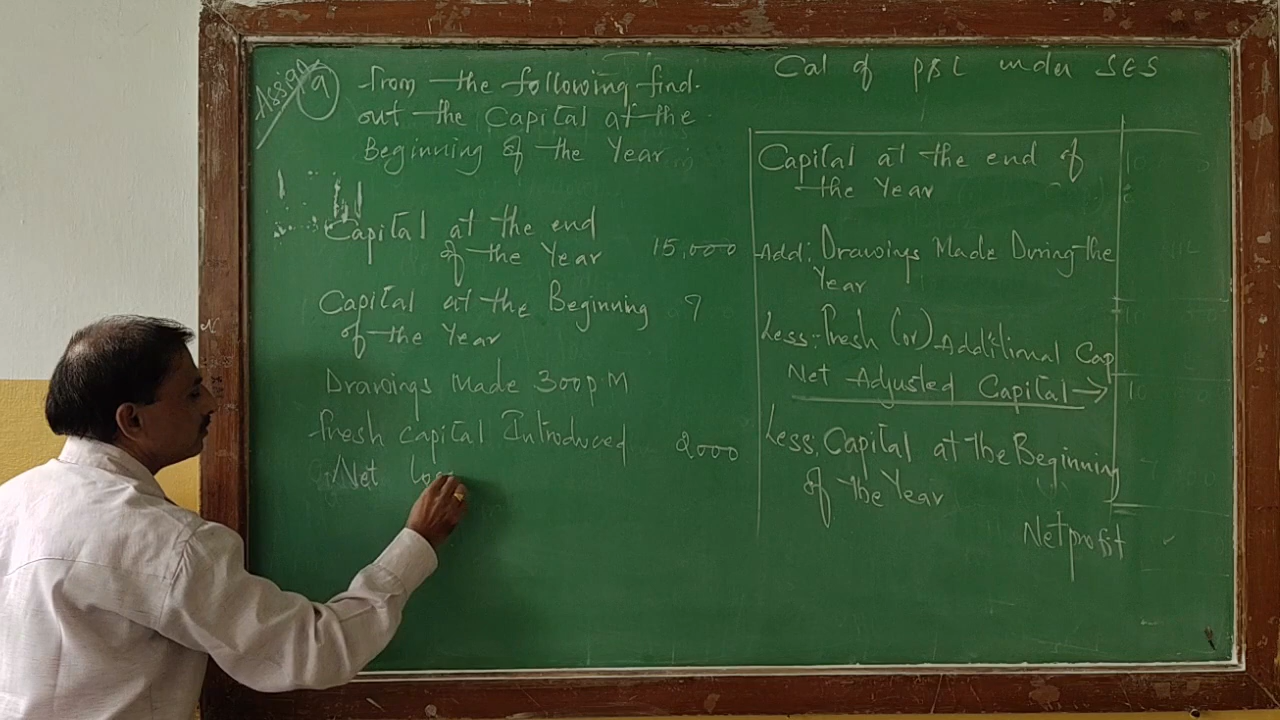 Assign
(9) from the following find
out the Capital at the
Beginning of the Year
Capital at the end
of the Year 15,000
Capital at the Beginning ?
of the Year
Drawings Made 300 p.M
Fresh capital Introduced 2000
Net loss
Cal of P&L under SES
Capital at the end of
the Year
Add: Drawings Made During the
Year
Less: Fresh (or) Additional Cap
Net Adjusted Capital →
Less, Capital at the Beginning
of the Year
Net profit